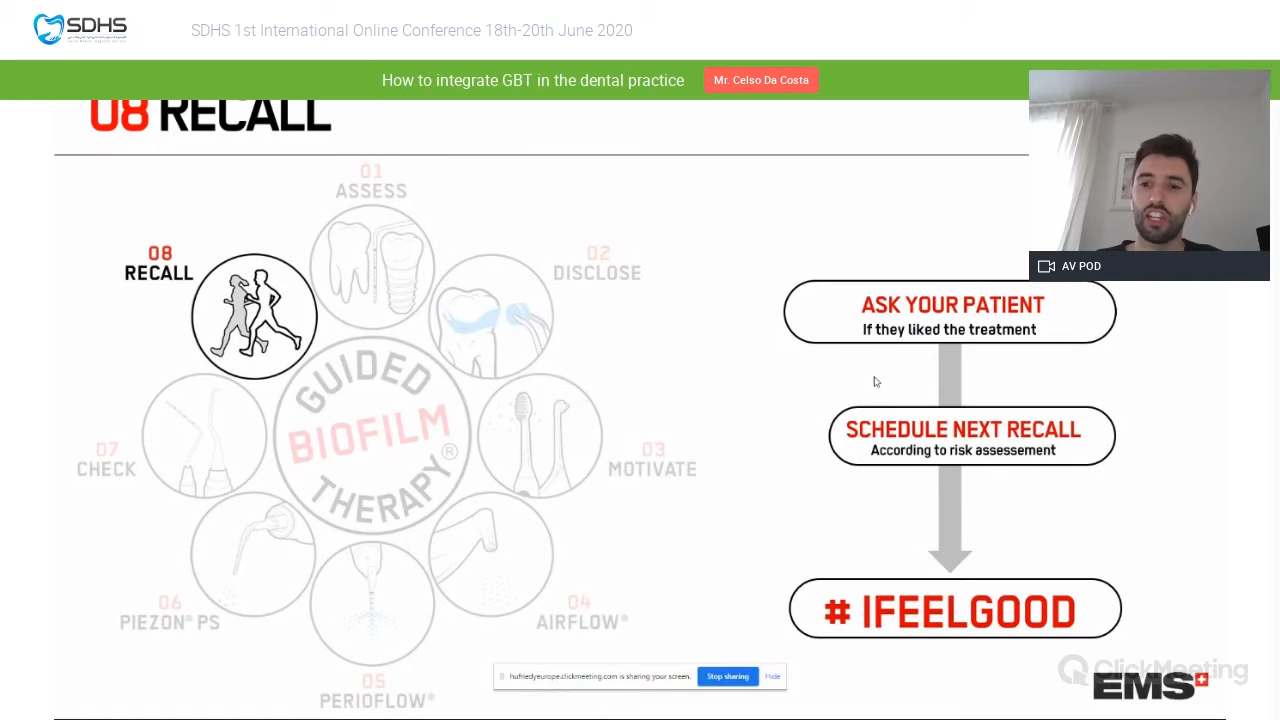 SDHS
SDHS 1st International Online Conference 18th-20th June 2020
How to integrate GBT in the dental practice
Mr. Celso Da Costa
08 RECALL
AV POD
01
ASSESS
02
DISCLOSE
03
MOTIVATE
04
AIRFLOW®
05
PERIOFLOW®
06
PIEZON® PS
07
CHECK
08
RECALL
GUIDED
BIOFILM
THERAPY
®
ASK YOUR PATIENT
If they liked the treatment
SCHEDULE NEXT RECALL
According to risk assessement
# IFEELGOOD
hufriedyeurope.clickmeeting.com is sharing your screen.
Stop sharing
Hide
ClickMeeting
EMS